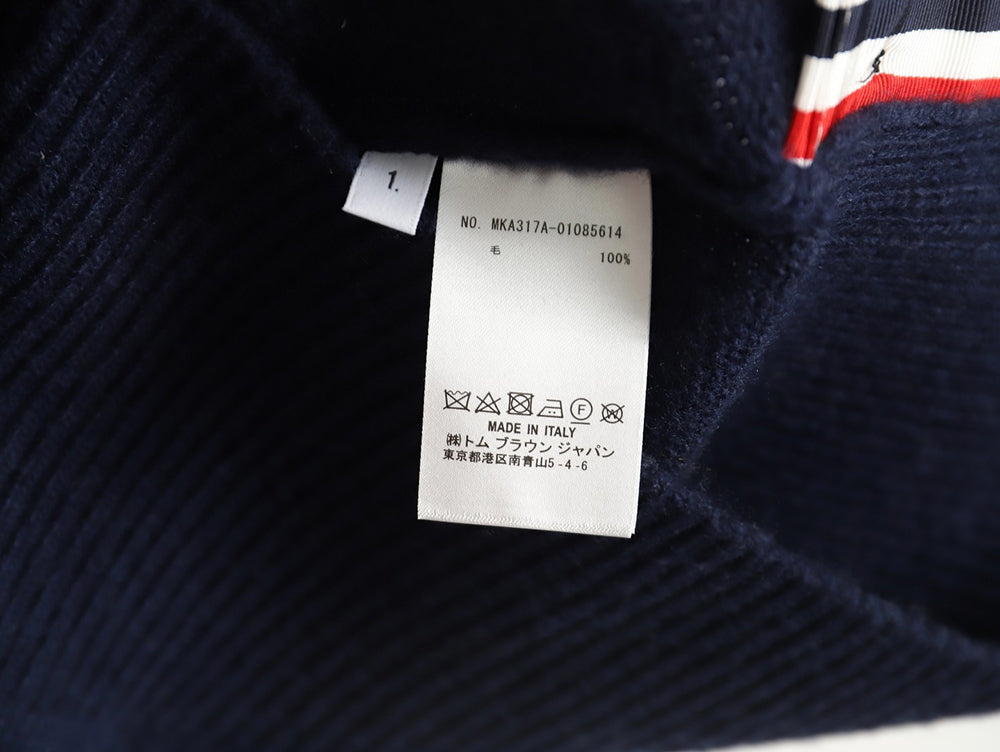 1.
NO. MKA317A-01085614
毛 100%
F W
MADE IN ITALY
㈱トム ブラウン ジャパン
東京都港区南青山5-4-6